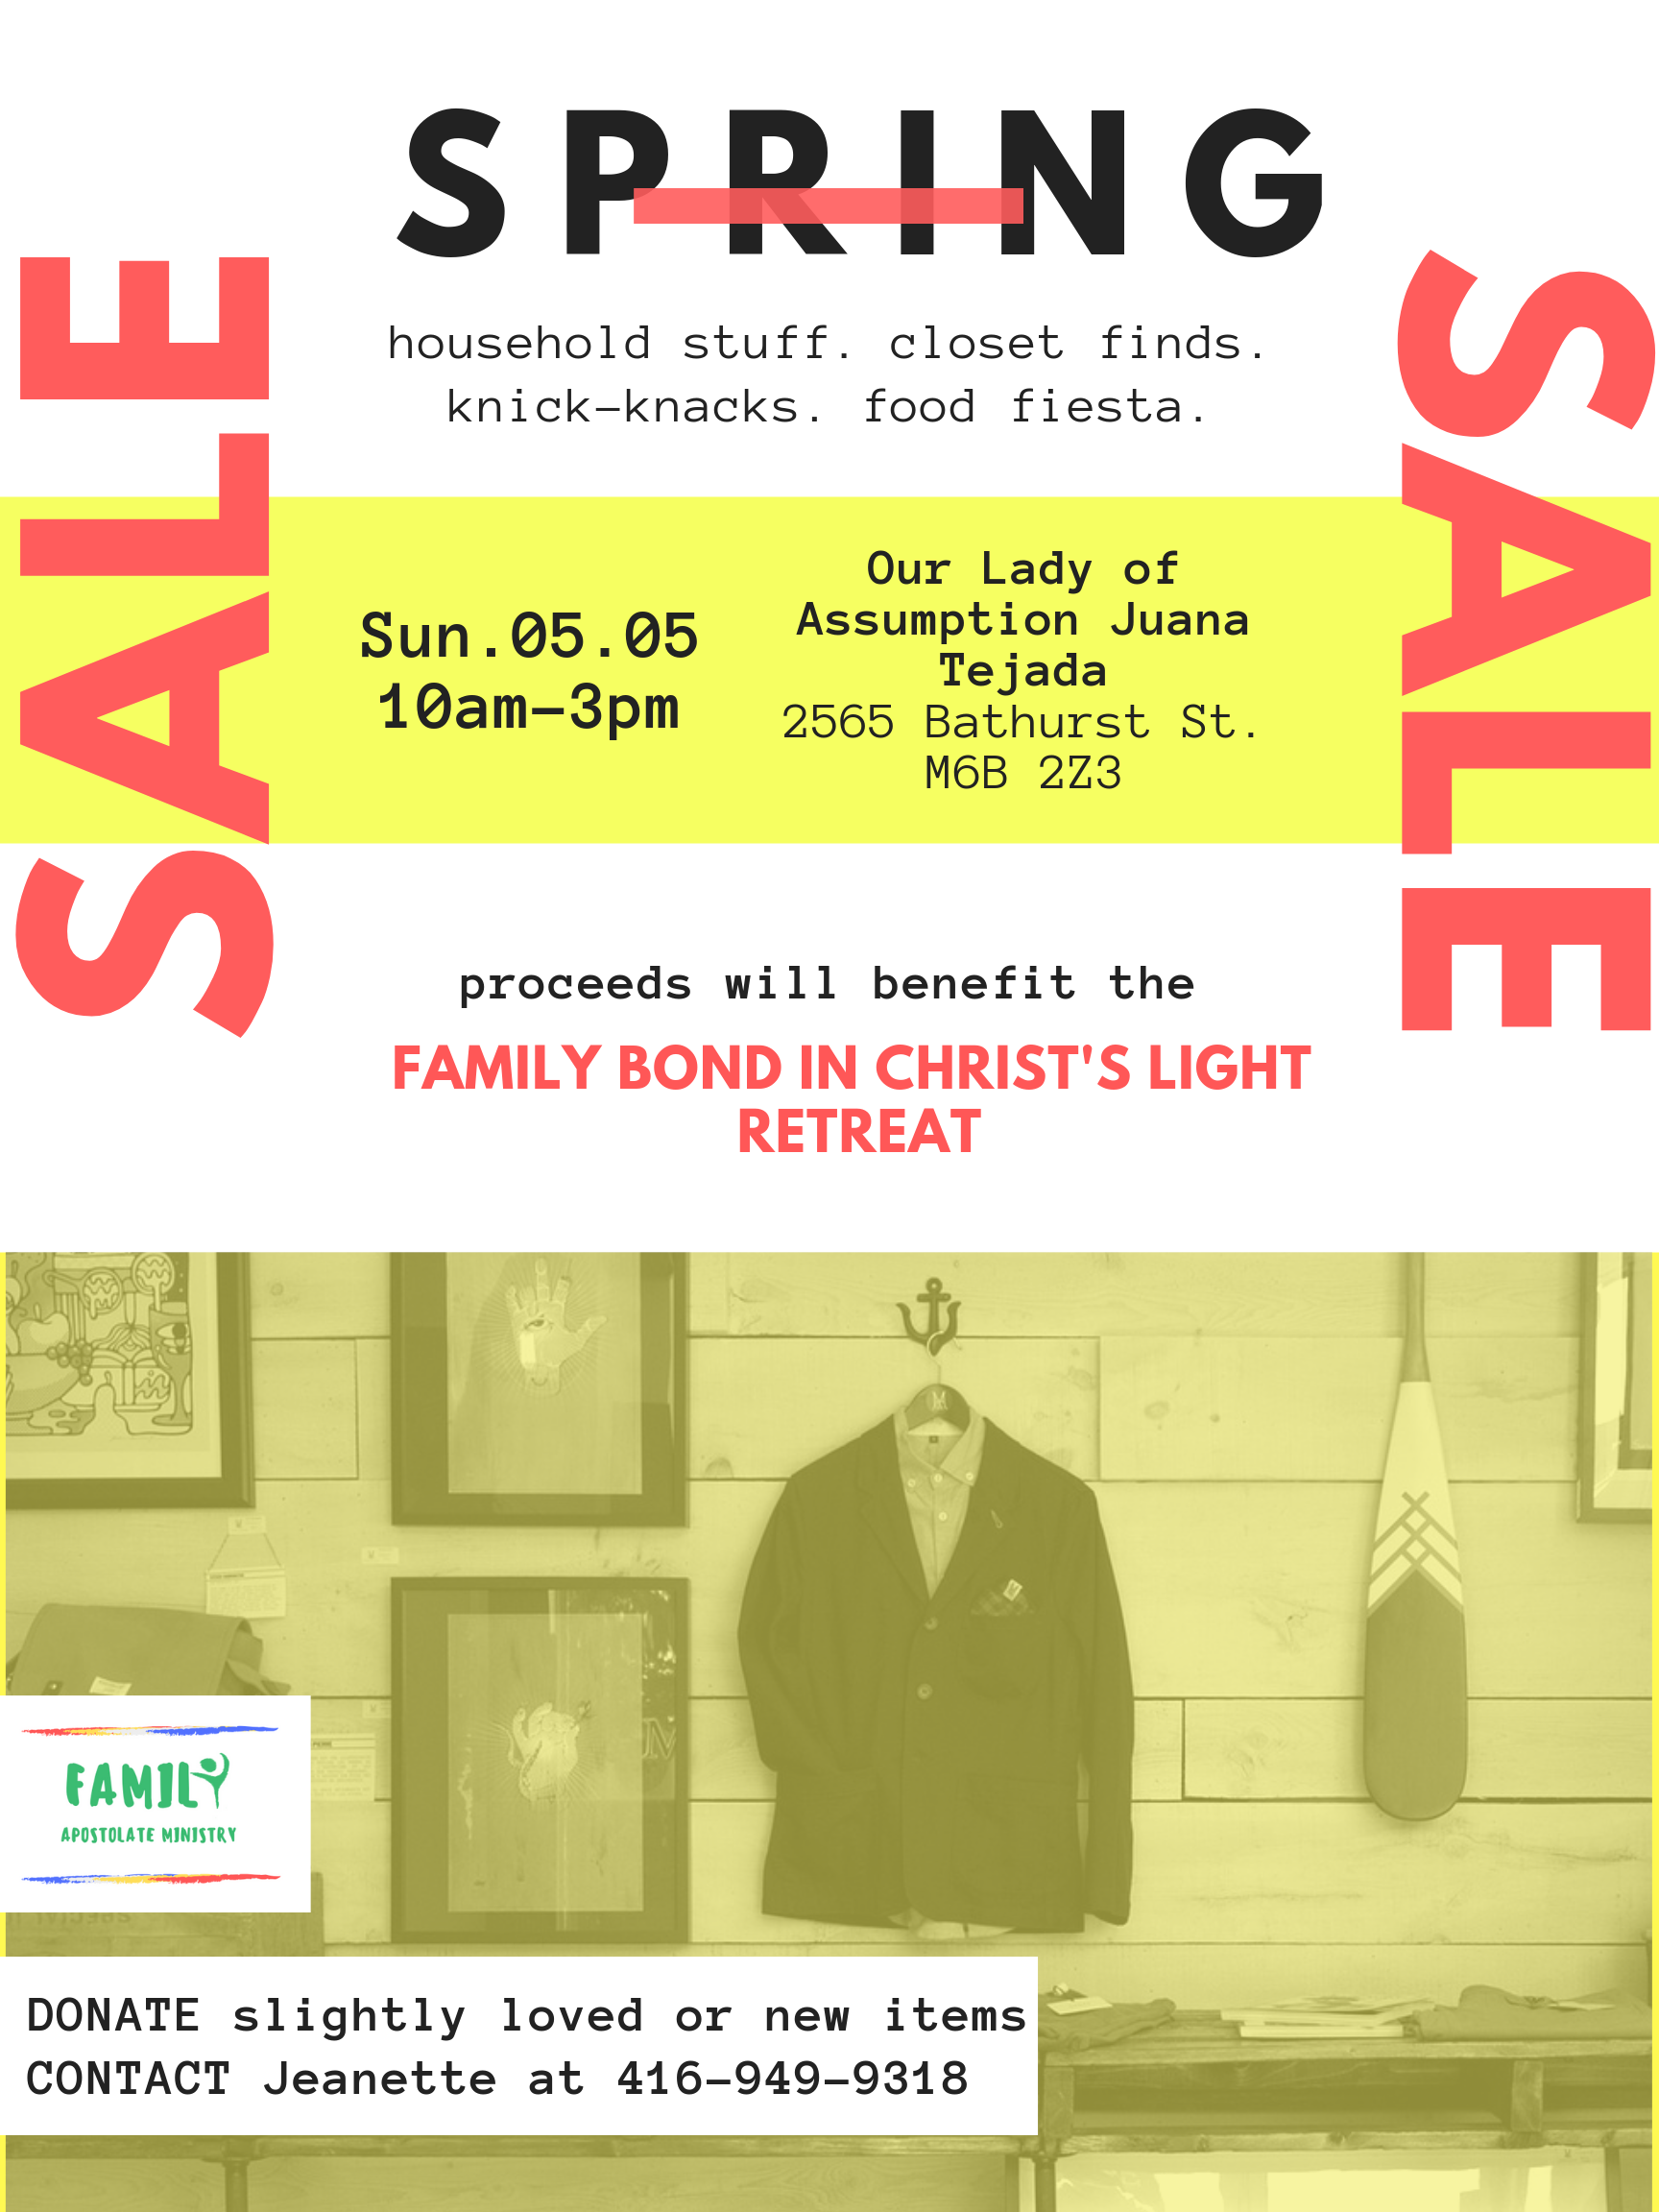 SPRING
SALE
SALE
household stuff. closet finds.
knick-knacks. food fiesta.
Sun.05.05
10am-3pm
Our Lady of
Assumption Juana
Tejada
2565 Bathurst St.
M6B 2Z3
proceeds will benefit the
FAMILY BOND IN CHRIST'S LIGHT
RETREAT
FAMILY
APOSTOLATE MINISTRY
DONATE slightly loved or new items
CONTACT Jeanette at 416-949-9318